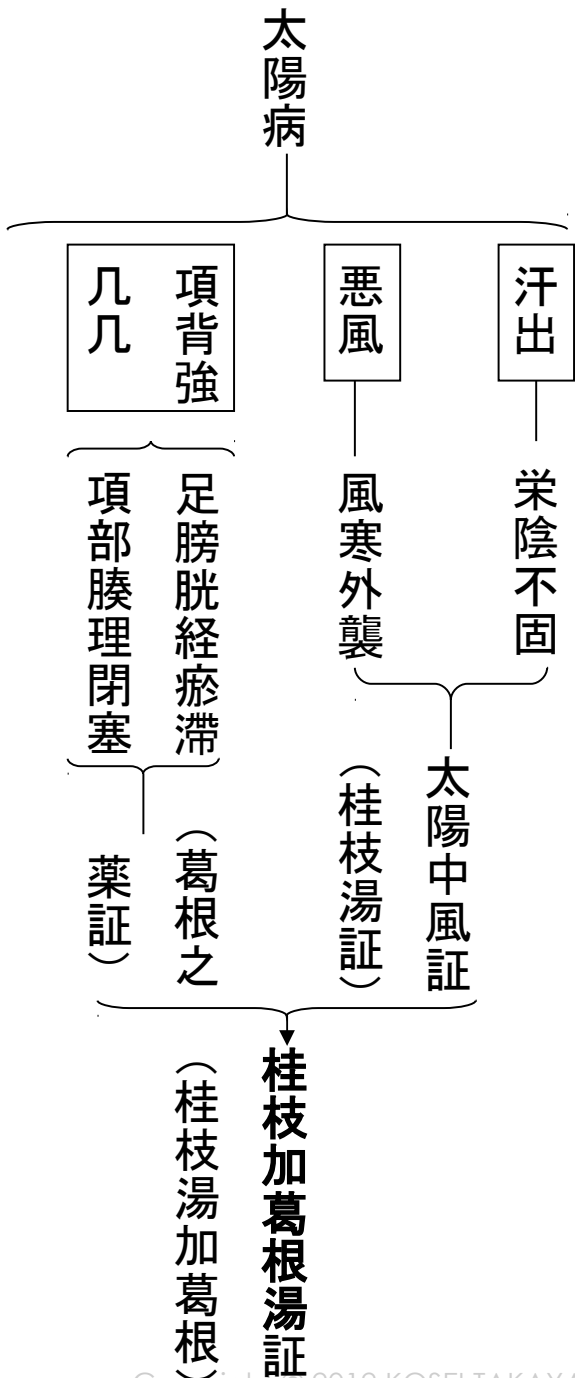 太陽病
汗出
悪風
項背強
几几
栄陰不固
風寒外襲
足膀胱経瘀滞
項部腠理閉塞
太陽中風証
（桂枝湯証）
（葛根之
薬証）
桂枝加葛根湯証
（桂枝湯加葛根）